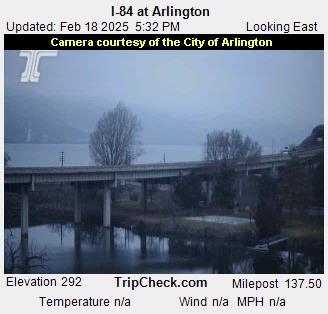 I-84 at Arlington
Updated: Feb 18 2025 5:32 PM Looking East
Camera courtesy of the City of Arlington
Elevation 292 TripCheck.com Milepost 137.50
Temperature n/a Wind n/a MPH n/a